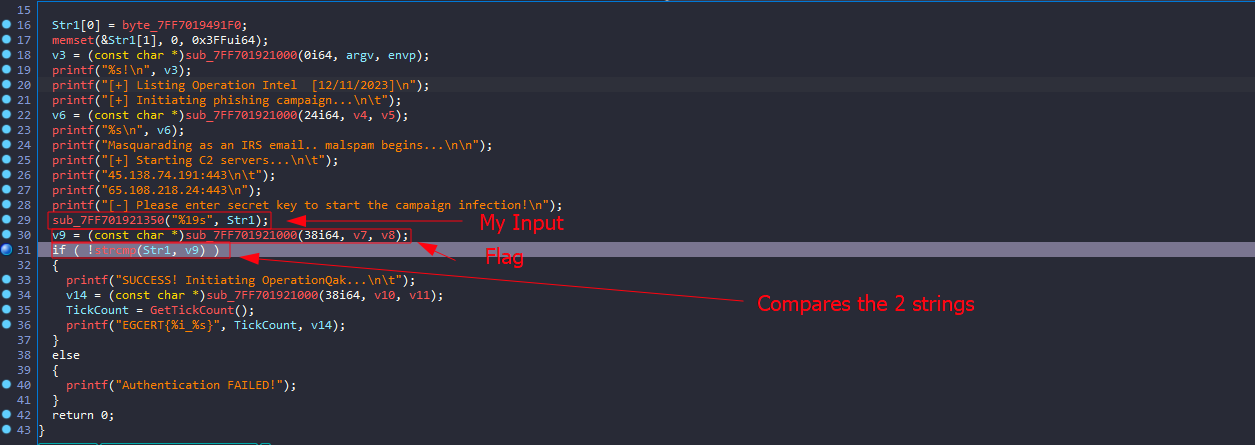 15
16 Str1[0] = byte_7FF7019491F0;
17 memset(&Str1[1], 0, 0x3FFui64);
18 v3 = (const char *)sub_7FF701921000(0i64, argv, envp);
19 printf("%s!\n", v3);
20 printf("[+] Listing Operation Intel  [12/11/2023]\n");
21 printf("[+] Initiating phishing campaign...\n\t");
22 v6 = (const char *)sub_7FF701921000(24i64, v4, v5);
23 printf("%s\n", v6);
24 printf("Masquarading as an IRS email.. malspam begins...\n\n");
25 printf("[+] Starting C2 servers...\n\t");
26 printf("45.138.74.191:443\n\t");
27 printf("65.108.218.24:443\n");
28 printf("[-] Please enter secret key to start the campaign infection!\n");
29 sub_7FF701921350("%19s", Str1);
My Input
30 v9 = (const char *)sub_7FF701921000(38i64, v7, v8);
Flag
31 if ( !strcmp(Str1, v9) )
32 {
33 printf("SUCCESS! Initiating OperationQak...\n\t");
34 v14 = (const char *)sub_7FF701921000(38i64, v10, v11);
Compares the 2 strings
35 TickCount = GetTickCount();
36 printf("EGCERT{%i_%s}", TickCount, v14);
37 }
38 else
39 {
40 printf("Authentication FAILED!");
41 }
42 return 0;
43 }